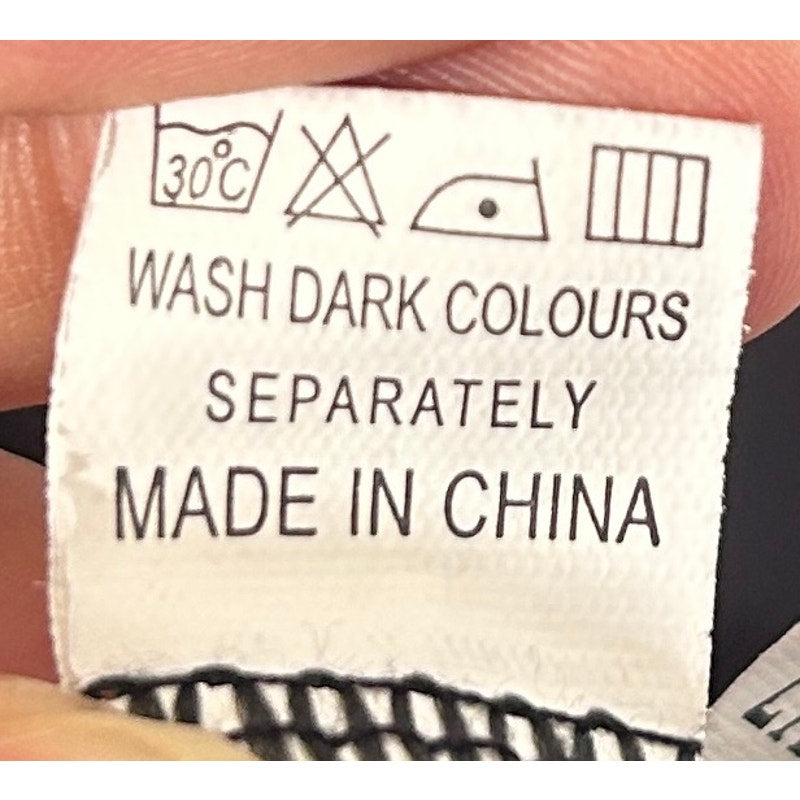 30°C
WASH DARK COLOURS
SEPARATELY
MADE IN CHINA